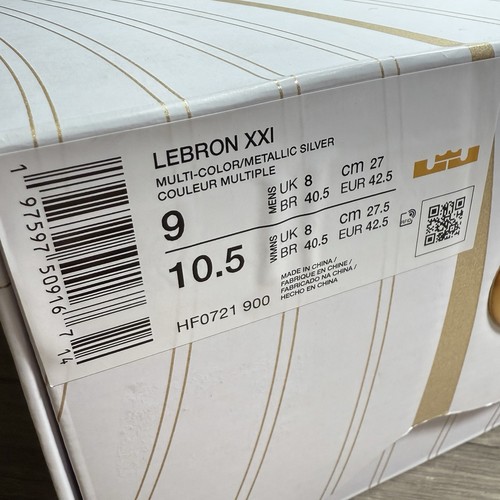 LEBRON XXI
MULTI-COLOR/METALLIC SILVER
COULEUR MULTIPLE
9 MENS UK 8 cm 27
BR 40.5 EUR 42.5
10.5 WMNS UK 8 cm 27.5
BR 40.5 EUR 42.5
HF0721 900
MADE IN CHINA /
FABRIQUÉ EN CHINE /
FABRICADO NA CHINA /
HECHO EN CHINA
1 97597 50916 7 14